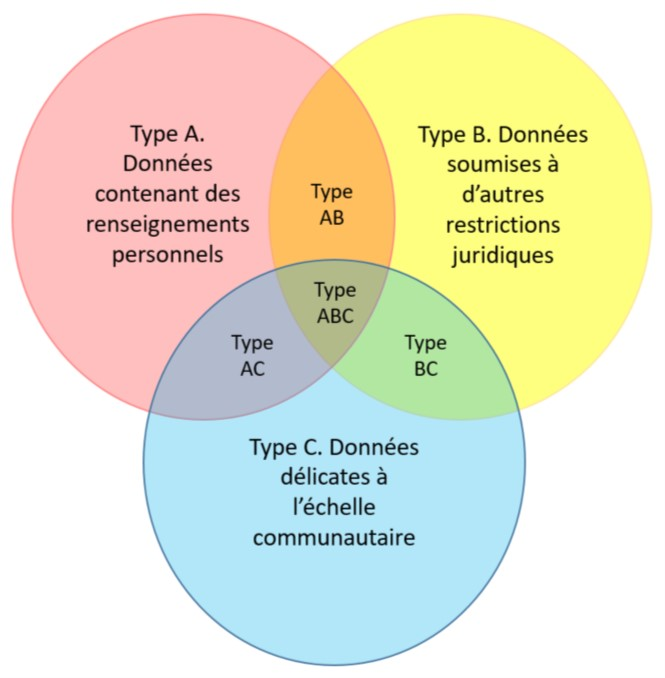 Type A.
Données
contenant des
renseignements
personnels
Type B. Données
soumises à
d'autres
restrictions
juridiques
Type
AB
Type
ABC
Type
AC
Type
BC
Type C. Données
délicates à
l'échelle
communautaire